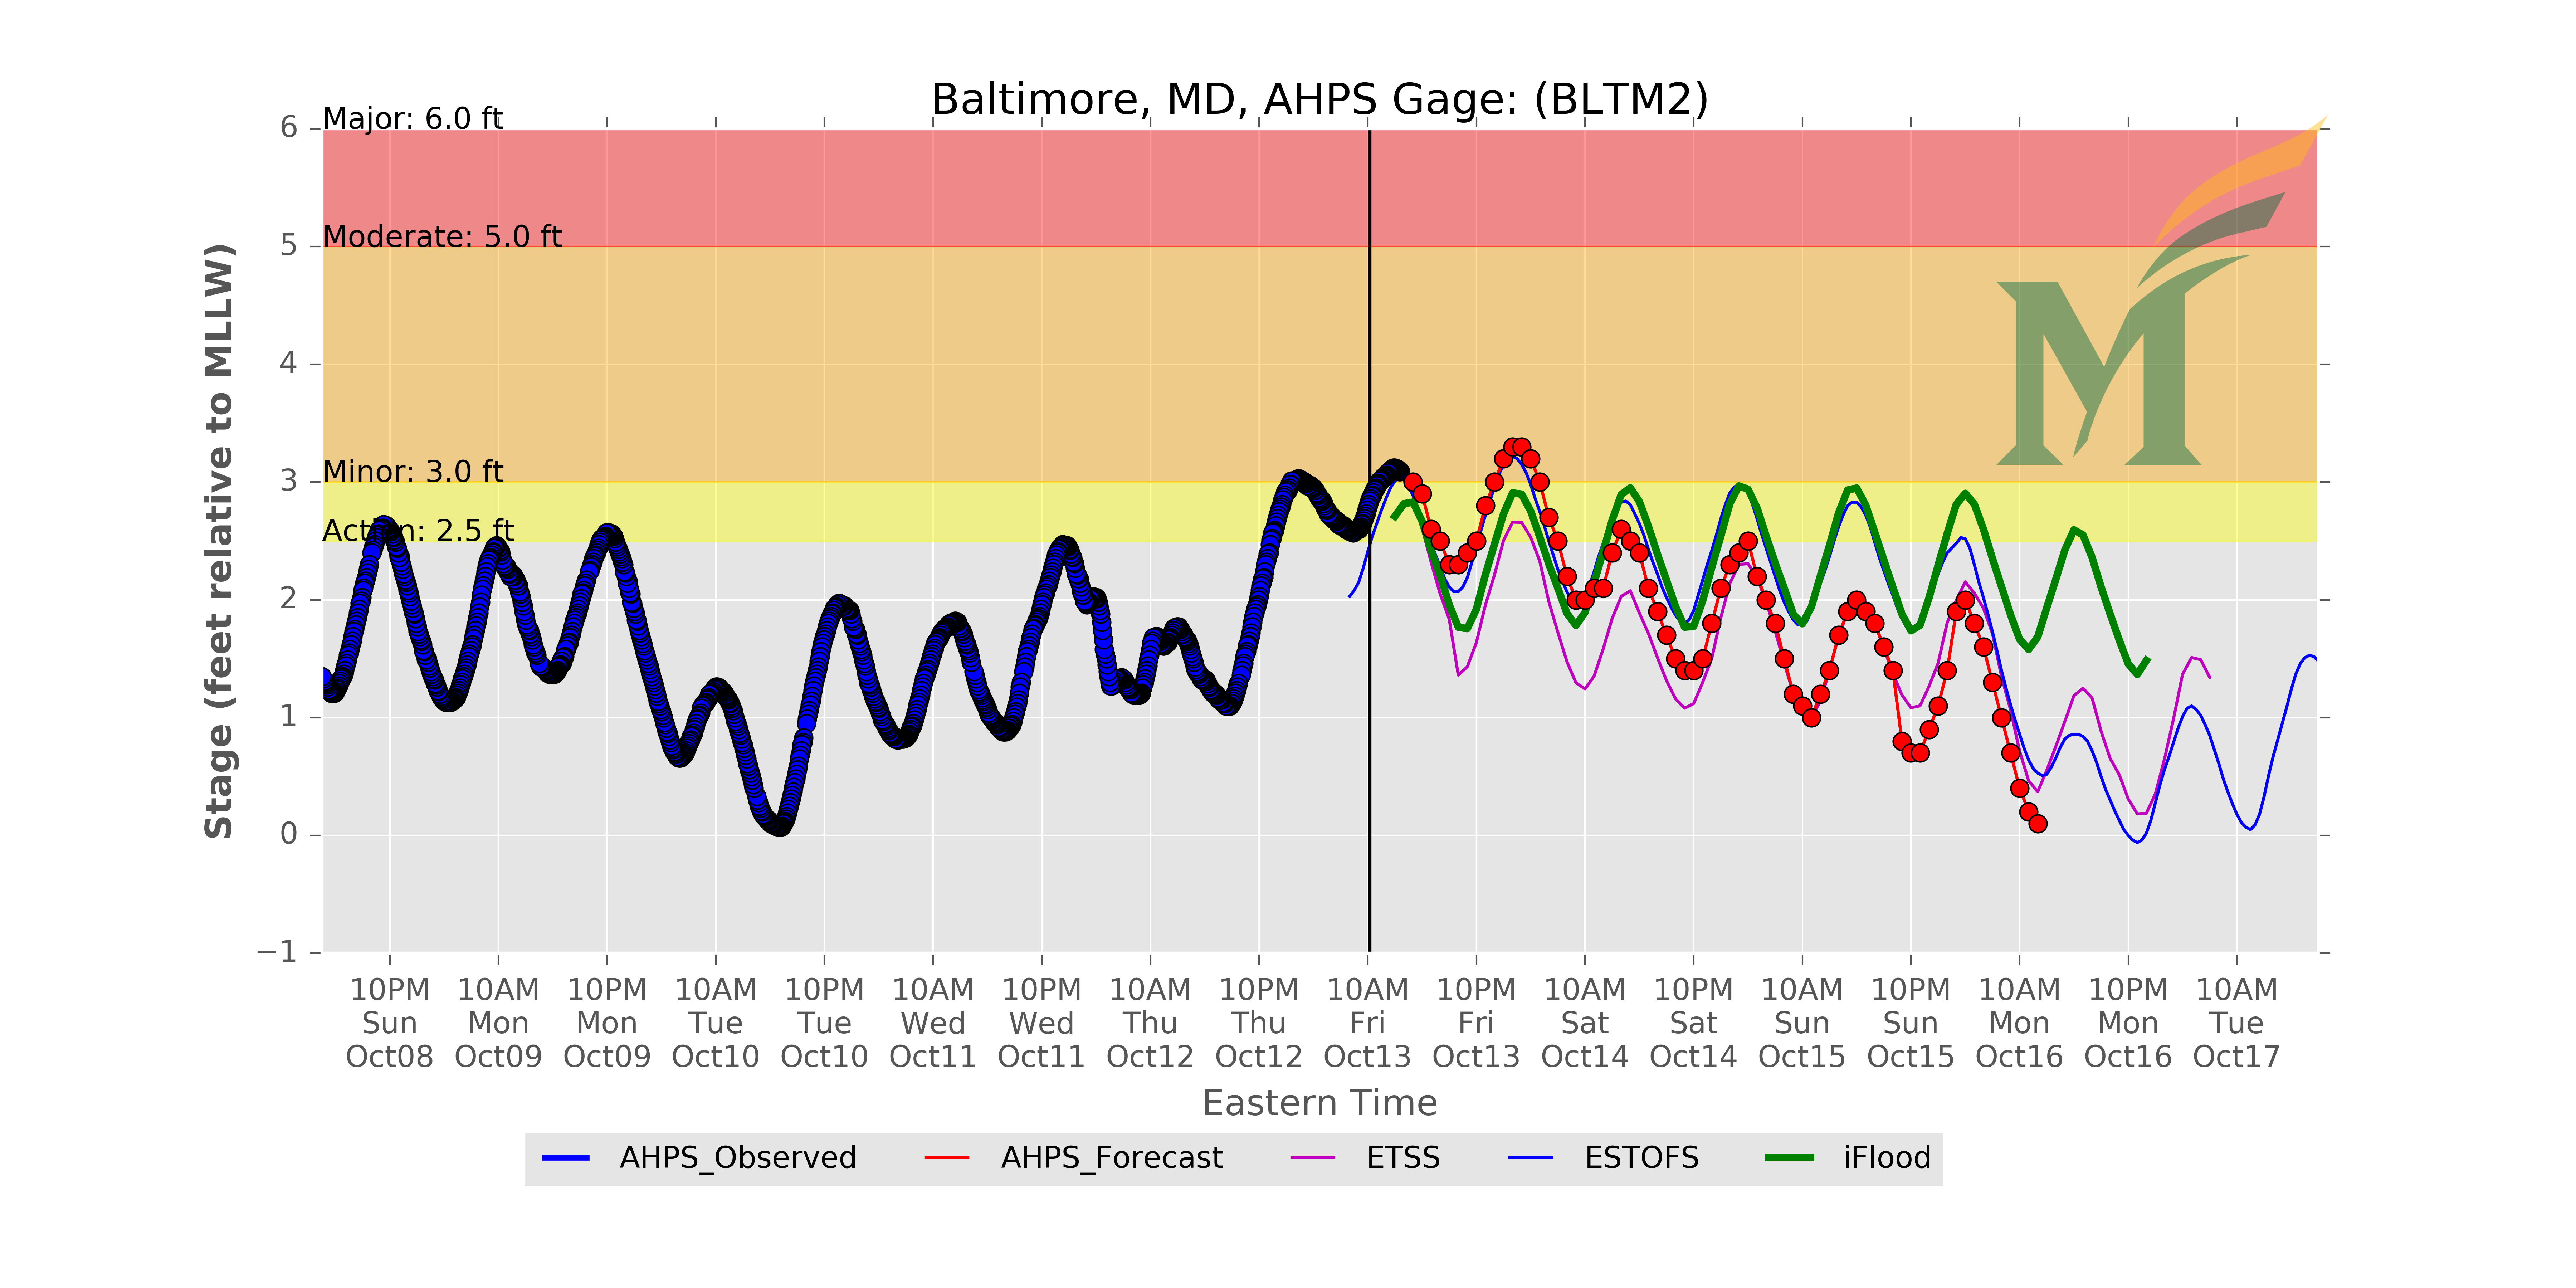 Baltimore, MD, AHPS Gage: (BLTM2)
Major: 6.0 ft
Moderate: 5.0 ft
Minor: 3.0 ft
Action: 2.5 ft
Stage (feet relative to MLLW)
6
5
4
3
2
1
0
−1
10PM 10AM 10PM 10AM 10PM 10AM 10PM 10AM 10PM 10AM 10PM 10AM 10PM 10AM 10PM 10AM 10PM 10AM
Sun Mon Mon Tue Tue Wed Wed Thu Thu Fri Fri Sat Sat Sun Sun Mon Mon Tue
Oct08 Oct09 Oct09 Oct10 Oct10 Oct11 Oct11 Oct12 Oct12 Oct13 Oct13 Oct14 Oct14 Oct15 Oct15 Oct16 Oct16 Oct17
Eastern Time
AHPS_Observed AHPS_Forecast ETSS ESTOFS iFlood
M